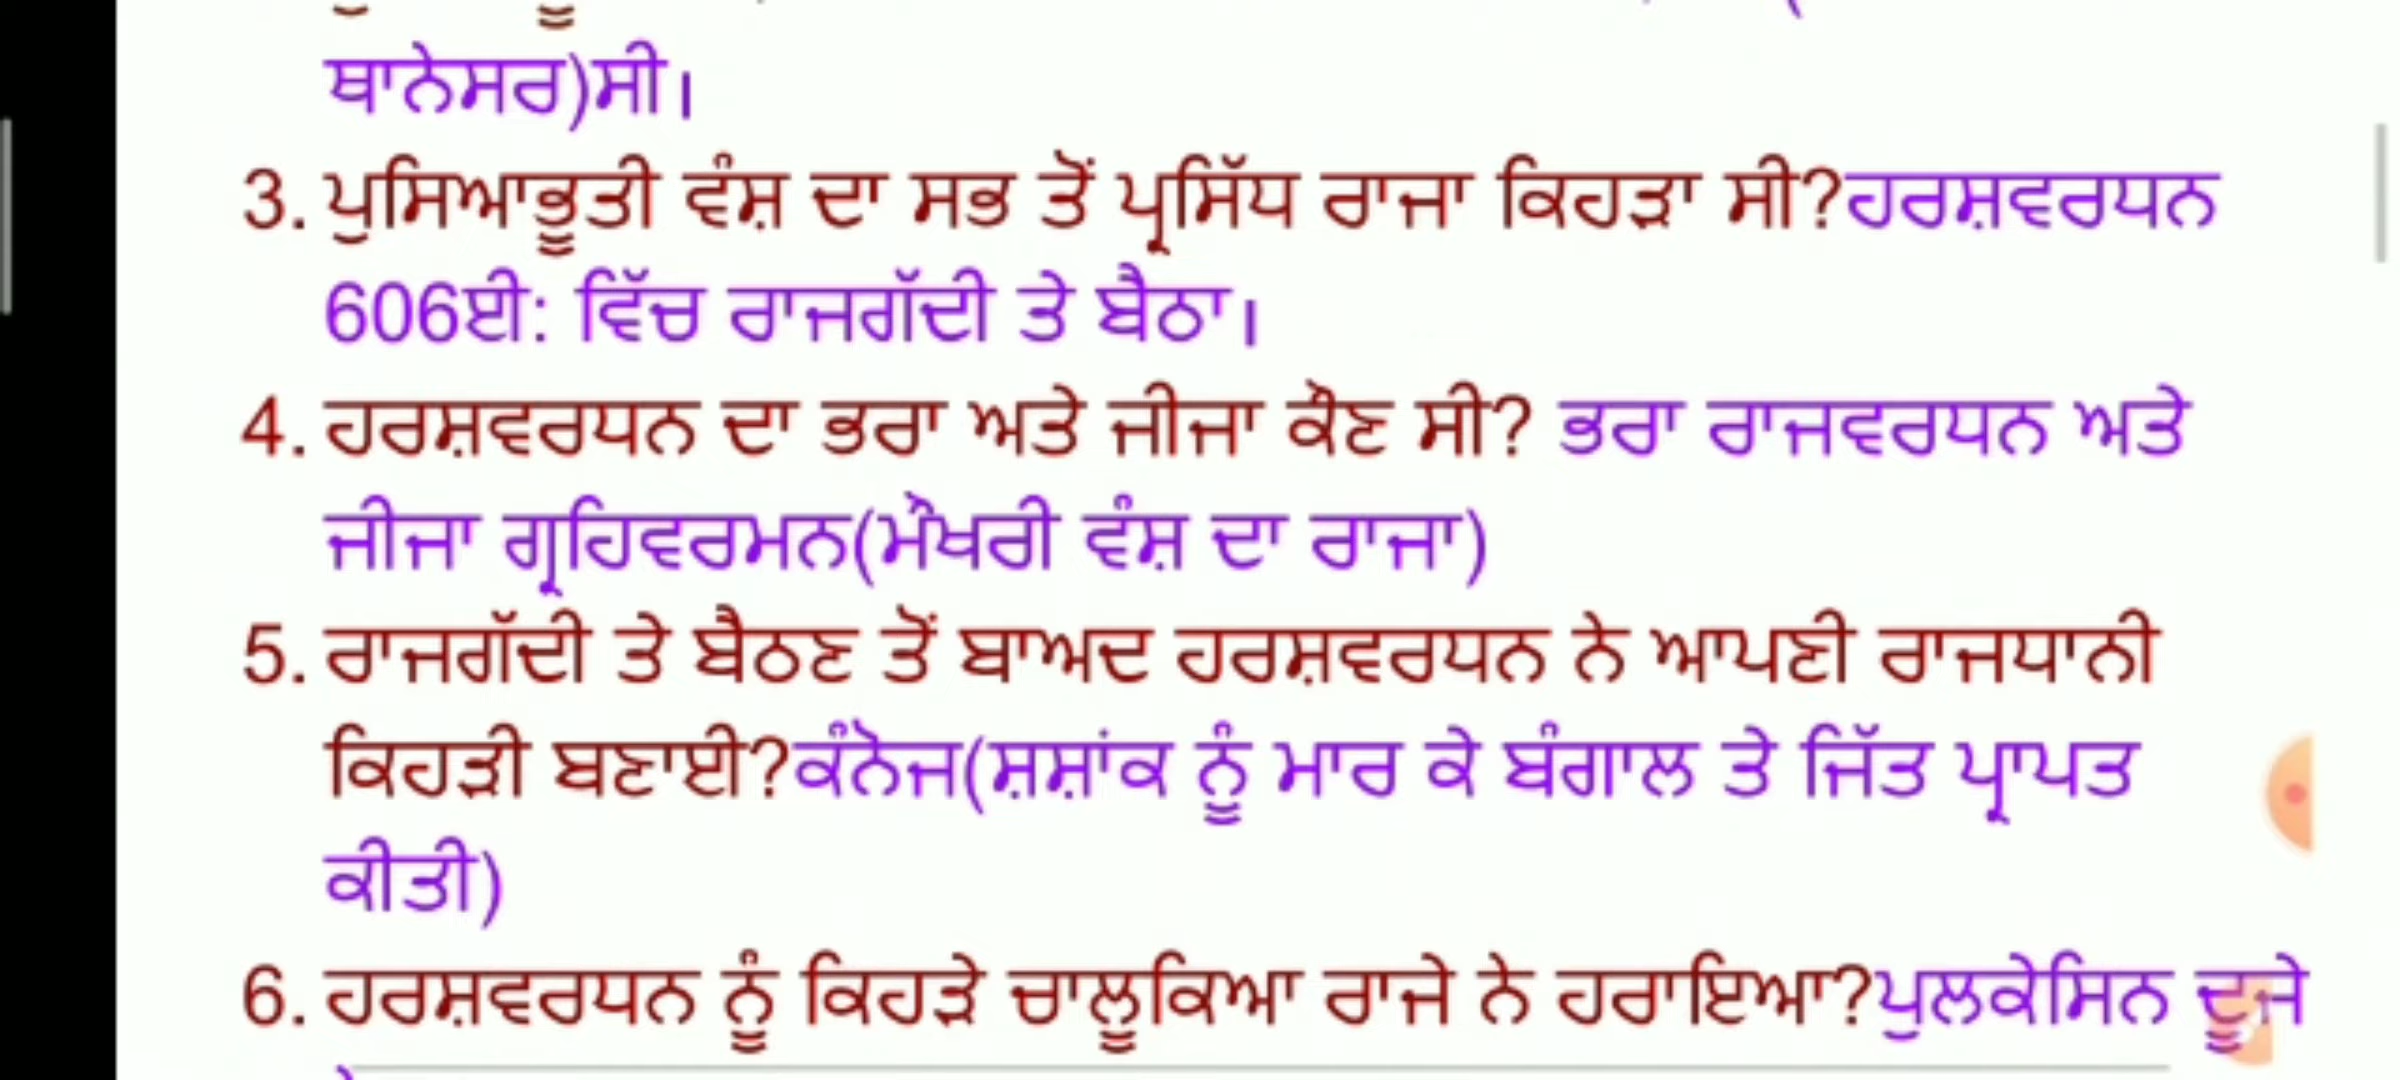 ਥਾਨੇਸਰ)ਸੀ।
3. ਪੁਸਿਆਭੂਤੀ ਵੰਸ਼ ਦਾ ਸਭ ਤੋਂ ਪ੍ਰਸਿੱਧ ਰਾਜਾ ਕਿਹੜਾ ਸੀ?ਹਰਸ਼ਵਰਧਨ
606ਈ: ਵਿੱਚ ਰਾਜਗੱਦੀ ਤੇ ਬੈਠਾ।
4. ਹਰਸ਼ਵਰਧਨ ਦਾ ਭਰਾ ਅਤੇ ਜੀਜਾ ਕੌਣ ਸੀ? ਭਰਾ ਰਾਜਵਰਧਨ ਅਤੇ
ਜੀਜਾ ਗ੍ਰਹਿਵਰਮਨ(ਮੌਖਰੀ ਵੰਸ਼ ਦਾ ਰਾਜਾ)
5. ਰਾਜਗੱਦੀ ਤੇ ਬੈਠਣ ਤੋਂ ਬਾਅਦ ਹਰਸ਼ਵਰਧਨ ਨੇ ਆਪਣੀ ਰਾਜਧਾਨੀ
ਕਿਹੜੀ ਬਣਾਈ?ਕੰਨੋਜ(ਸ਼ਸ਼ਾਂਕ ਨੂੰ ਮਾਰ ਕੇ ਬੰਗਾਲ ਤੇ ਜਿੱਤ ਪ੍ਰਾਪਤ
ਕੀਤੀ)
6. ਹਰਸ਼ਵਰਧਨ ਨੂੰ ਕਿਹੜੇ ਚਾਲੂਕਿਆ ਰਾਜੇ ਨੇ ਹਰਾਇਆ?ਪੁਲਕੇਸਿਨ ਦੂਜੇ